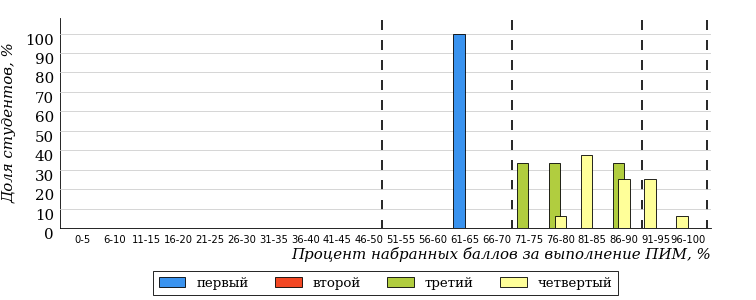 Доля студентов, %
100
90
80
70
60
50
40
30
20
10
0
0-5 6-10 11-15 16-20 21-25 26-30 31-35 36-40 41-45 46-50 51-55 56-60 61-65 66-70 71-75 76-80 81-85 86-90 91-95 96-100
Процент набранных баллов за выполнение ПИМ, %
первый второй третий четвертый